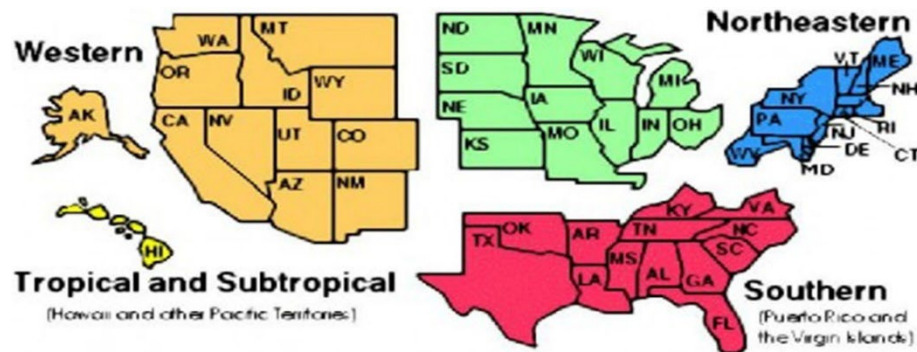 Western
WA
MT
OR
ID
WY
AK
CA
NV
UT
CO
AZ
NM
HI
Tropical and Subtropical
(Hawaii and other Pacific Territories)
ND
MN
SD
WI
MI
NE
IA
KS
MO
IL
IN
OH
Northeastern
VT
ME
NH
NY
PA
RI
NJ
CT
WV
DE
MD
KY
VA
TX
OK
AR
TN
NC
SC
LA
MS
AL
GA
FL
Southern
(Puerto Rico and
the Virgin Islands)